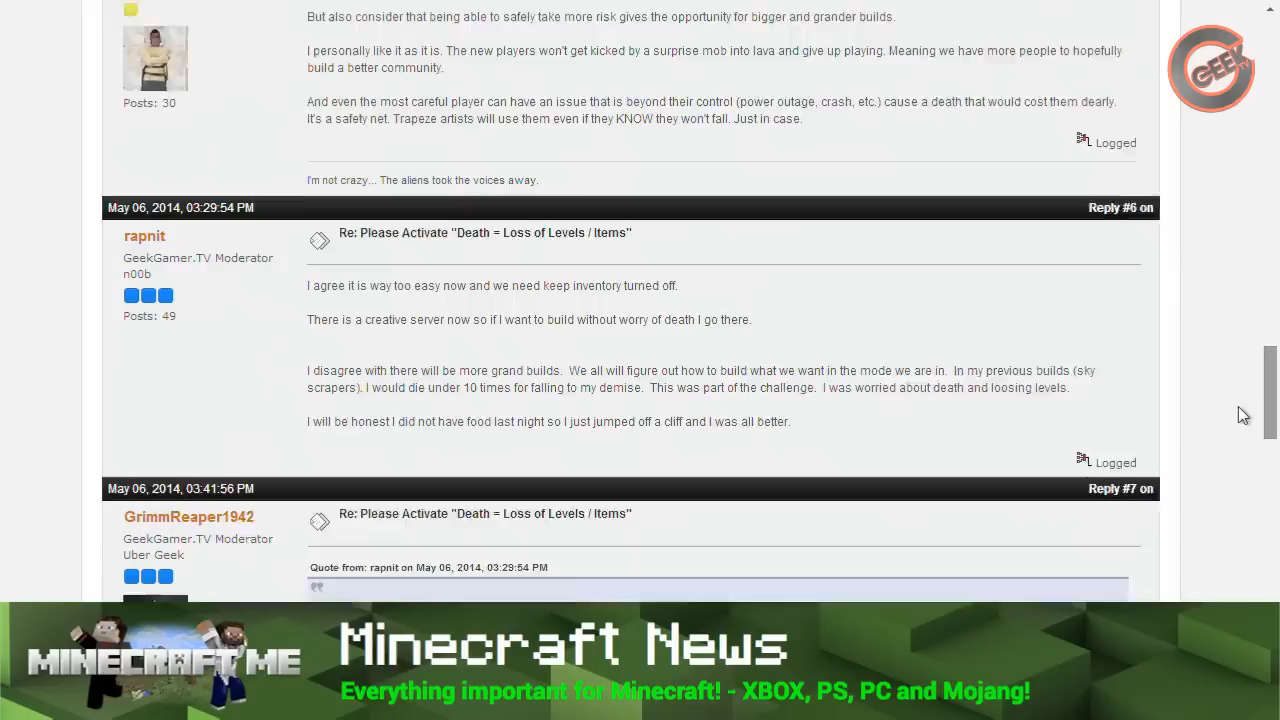 But also consider that being able to safely take more risk gives the opportunity for bigger and grander builds.
I personally like it as it is. The new players won't get kicked by a surprise mob into lava and give up playing. Meaning we have more people to hopefully
build a better community.
Posts: 30
And even the most careful player can have an issue that is beyond their control (power outage, crash, etc.) cause a death that would cost them dearly.
It's a safety net. Trapeze artists will use them even if they KNOW they won't fall. Just in case.
Logged
I'm not crazy... The aliens took the voices away.
May 06, 2014, 03:29:54 PM Reply #6 on
rapnit
GeekGamer.TV Moderator
n00b
Posts: 49
Re: Please Activate "Death = Loss of Levels / Items"
I agree it is way too easy now and we need keep inventory turned off.
There is a creative server now so if I want to build without worry of death I go there.
I disagree with there will be more grand builds.  We all will figure out how to build what we want in the mode we are in.  In my previous builds (sky
scrapers). I would die under 10 times for falling to my demise.  This was part of the challenge.  I was worried about death and loosing levels.
I will be honest I did not have food last night so I just jumped off a cliff and I was all better.
Logged
May 06, 2014, 03:41:56 PM Reply #7 on
GrimmReaper1942
GeekGamer.TV Moderator
Uber Geek
Re: Please Activate "Death = Loss of Levels / Items"
Quote from: rapnit on May 06, 2014, 03:29:54 PM
GEEK TV
MINECRAFT ME
Minecraft News
Everything important for Minecraft! - XBOX, PS, PC and Mojang!